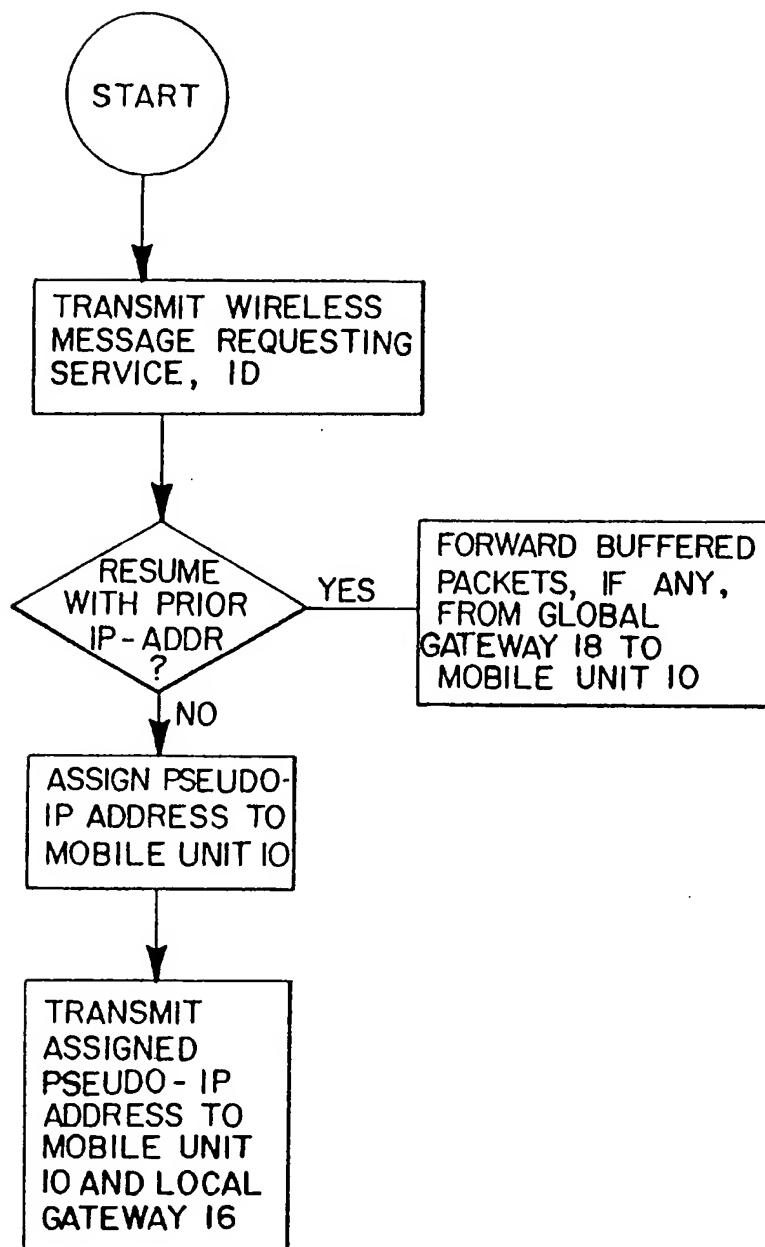 START
TRANSMIT WIRELESS
MESSAGE REQUESTING
SERVICE, ID
RESUME
WITH PRIOR
IP-ADDR
?
YES
FORWARD BUFFERED
PACKETS, IF ANY,
FROM GLOBAL
GATEWAY 18 TO
MOBILE UNIT 10
NO
ASSIGN PSEUDO-
IP ADDRESS TO
MOBILE UNIT 10
TRANSMIT
ASSIGNED
PSEUDO-IP
ADDRESS TO
MOBILE UNIT
10 AND LOCAL
GATEWAY 16